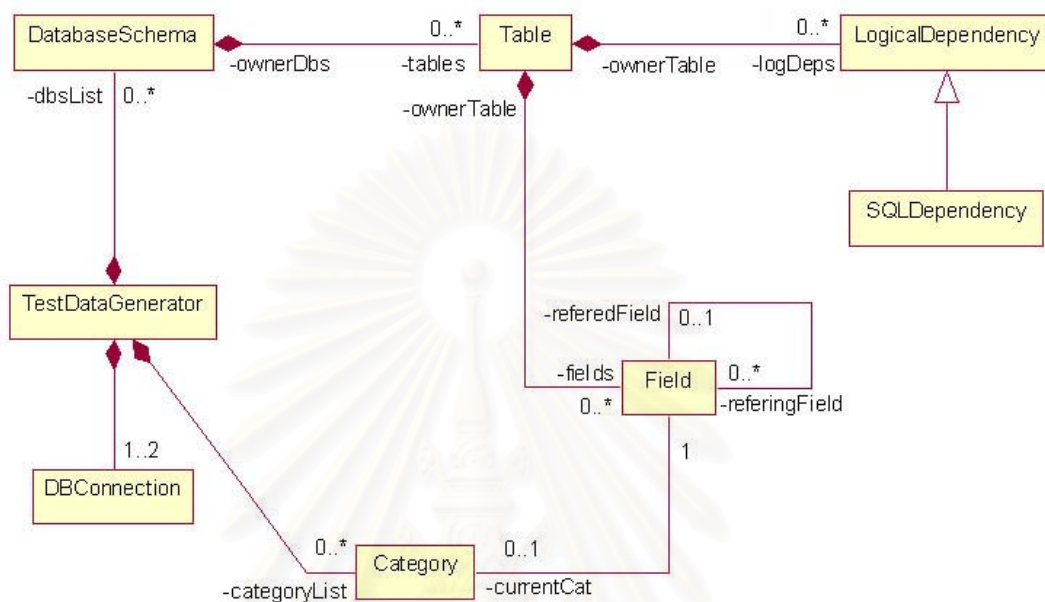 DatabaseSchema
0..*
Table
0..*
LogicalDependency
-ownerDbs
-tables
-ownerTable
-logDeps
-dbsList
0..*
-ownerTable
SQLDependency
TestDataGenerator
-referedField
0..1
-fields
Field
0..*
0..*
-referingField
1..2
1
DBConnection
0..*
Category
0..1
-categoryList
-currentCat